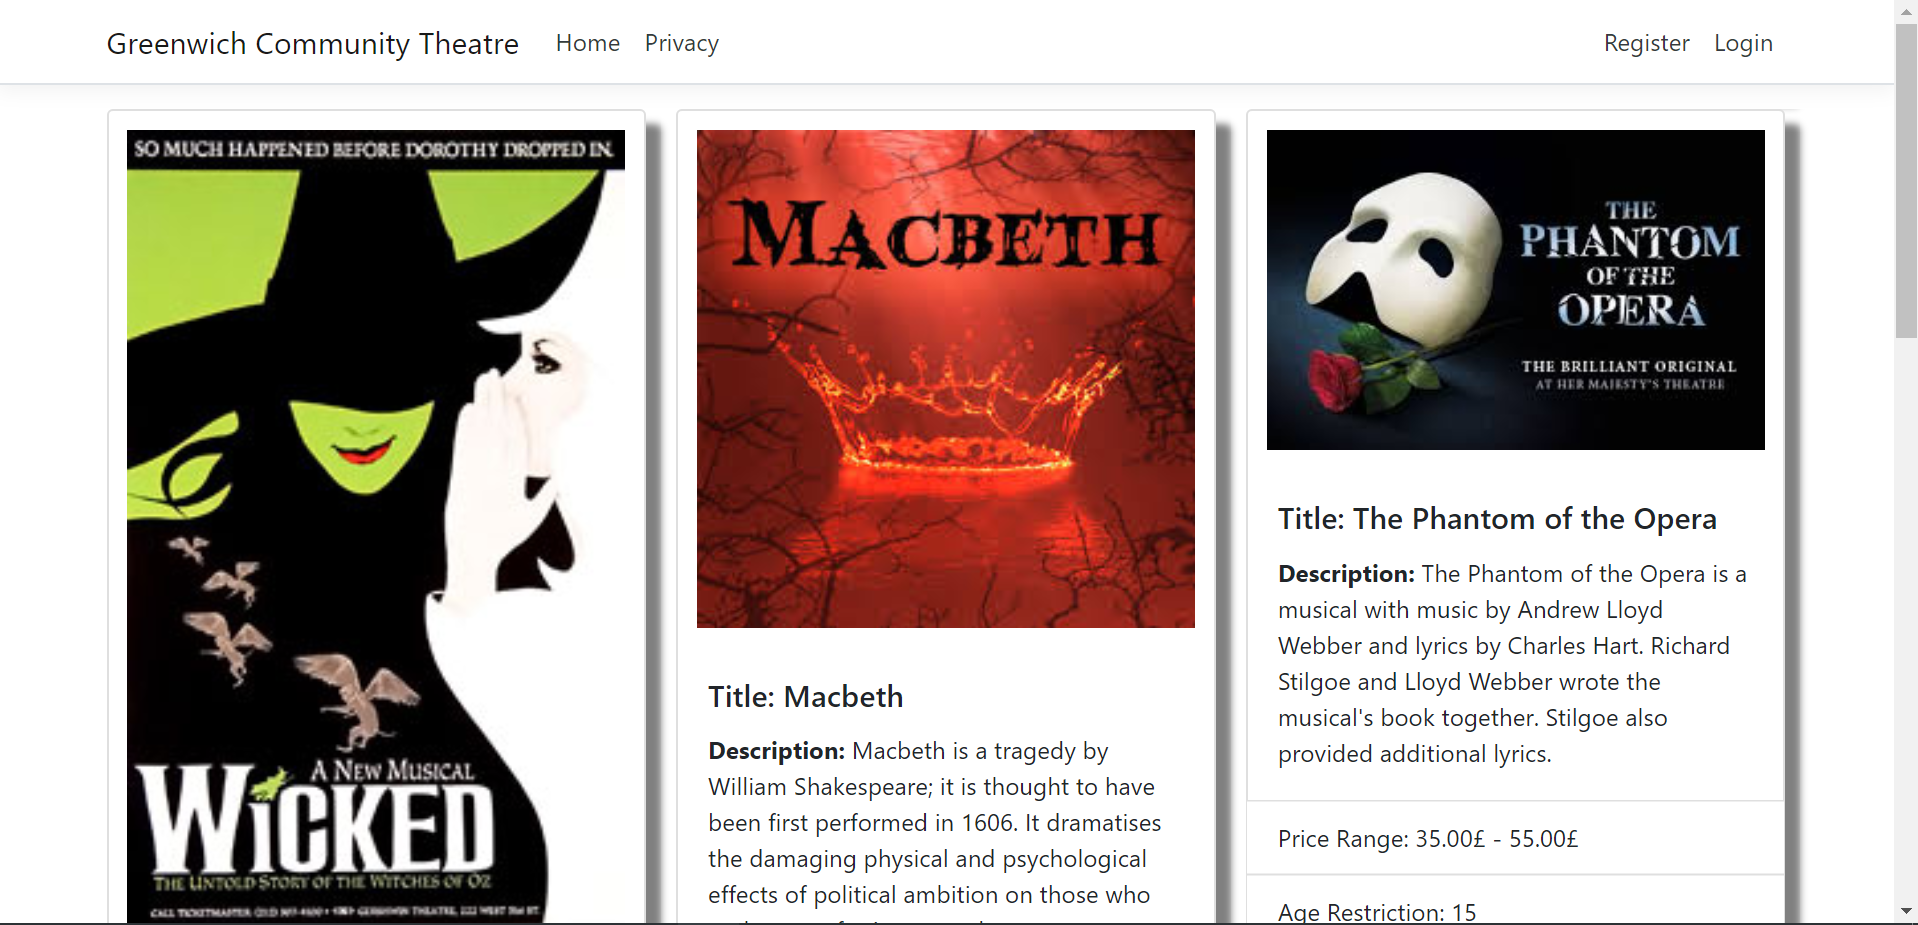 Greenwich Community Theatre Home Privacy Register Login
SO MUCH HAPPENED BEFORE DOROTHY DROPPED IN.
A NEW MUSICAL
WICKED
THE UNTOLD STORY OF THE WITCHES OF OZ
MACBETH
Title: Macbeth
Description: Macbeth is a tragedy by
William Shakespeare; it is thought to have
been first performed in 1606. It dramatises
the damaging physical and psychological
effects of political ambition on those who
THE
PHANTOM
OF THE
OPERA
THE BRILLIANT ORIGINAL
AT HER MAJESTY'S THEATRE
Title: The Phantom of the Opera
Description: The Phantom of the Opera is a
musical with music by Andrew Lloyd
Webber and lyrics by Charles Hart. Richard
Stilgoe and Lloyd Webber wrote the
musical's book together. Stilgoe also
provided additional lyrics.
Price Range: 35.00£ - 55.00£
Age Restriction: 15